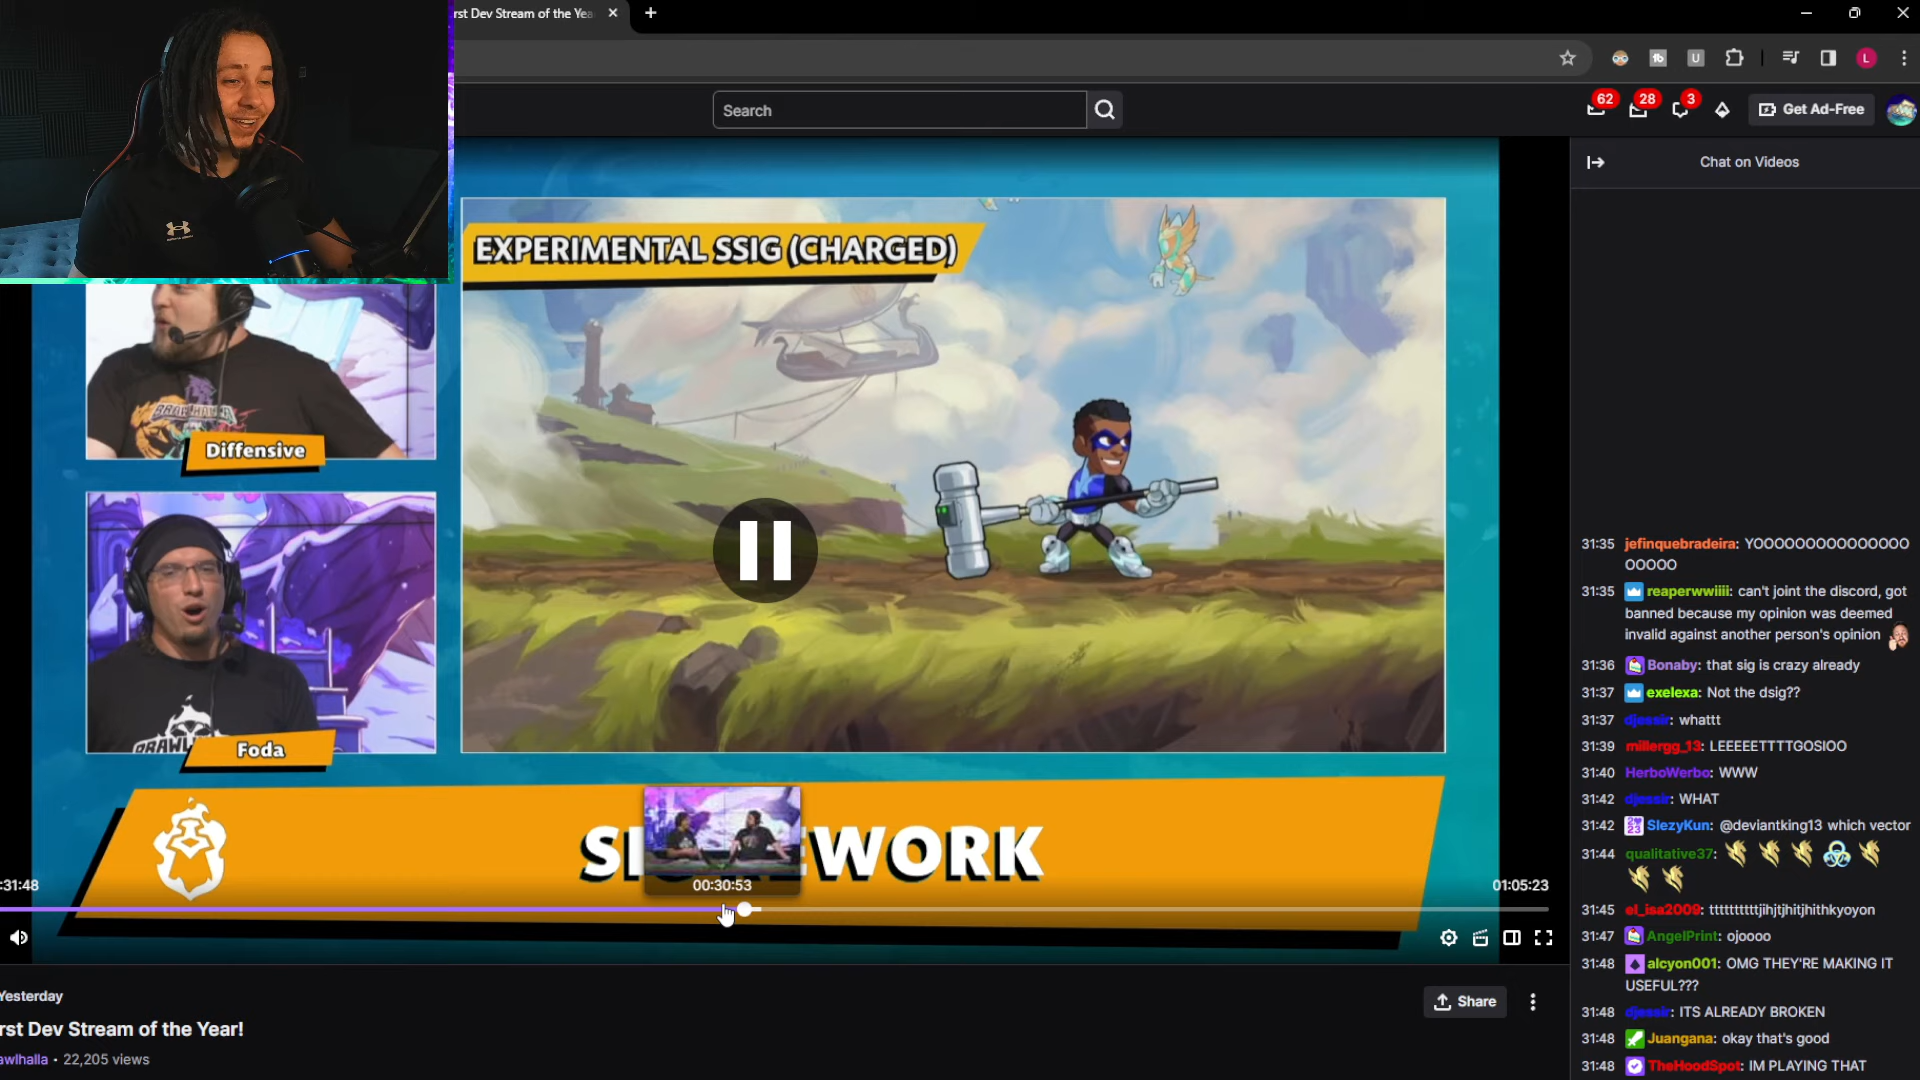 rst Dev Stream of the Yea
L
Search
62
28
3
Get Ad-Free
Chat on Videos
EXPERIMENTAL SSIG (CHARGED)
Diffensive
Foda
WORK
00:30:53
:31:48
01:05:23
Yesterday
rst Dev Stream of the Year!
awlhalla • 22,205 views
Share
31:35 jefinquebradeira: YOOOOOOOOOOOOOOO
OOOOO
31:35 reaperwwiiii: can't joint the discord, got
banned because my opinion was deemed
invalid against another person's opinion
31:36 Bonaby: that sig is crazy already
31:37 exelexa: Not the dsig??
31:37 djessir: whattt
31:39 millergg_13: LEEEEETTTTGOSIOO
31:40 HerboWerbo: WWW
31:42 djessir: WHAT
31:42 SlezyKun: @deviantking13 which vector
31:44 qualitative37:
31:45 el_isa2009: ttttttttttjihjtjhitjhithkyoyon
31:47 AngelPrint: ojoooo
31:48 alcyon001: OMG THEY'RE MAKING IT
USEFUL???
31:48 djessir: ITS ALREADY BROKEN
31:48 Juangana: okay that's good
31:48 TheHoodSpot: IM PLAYING THAT